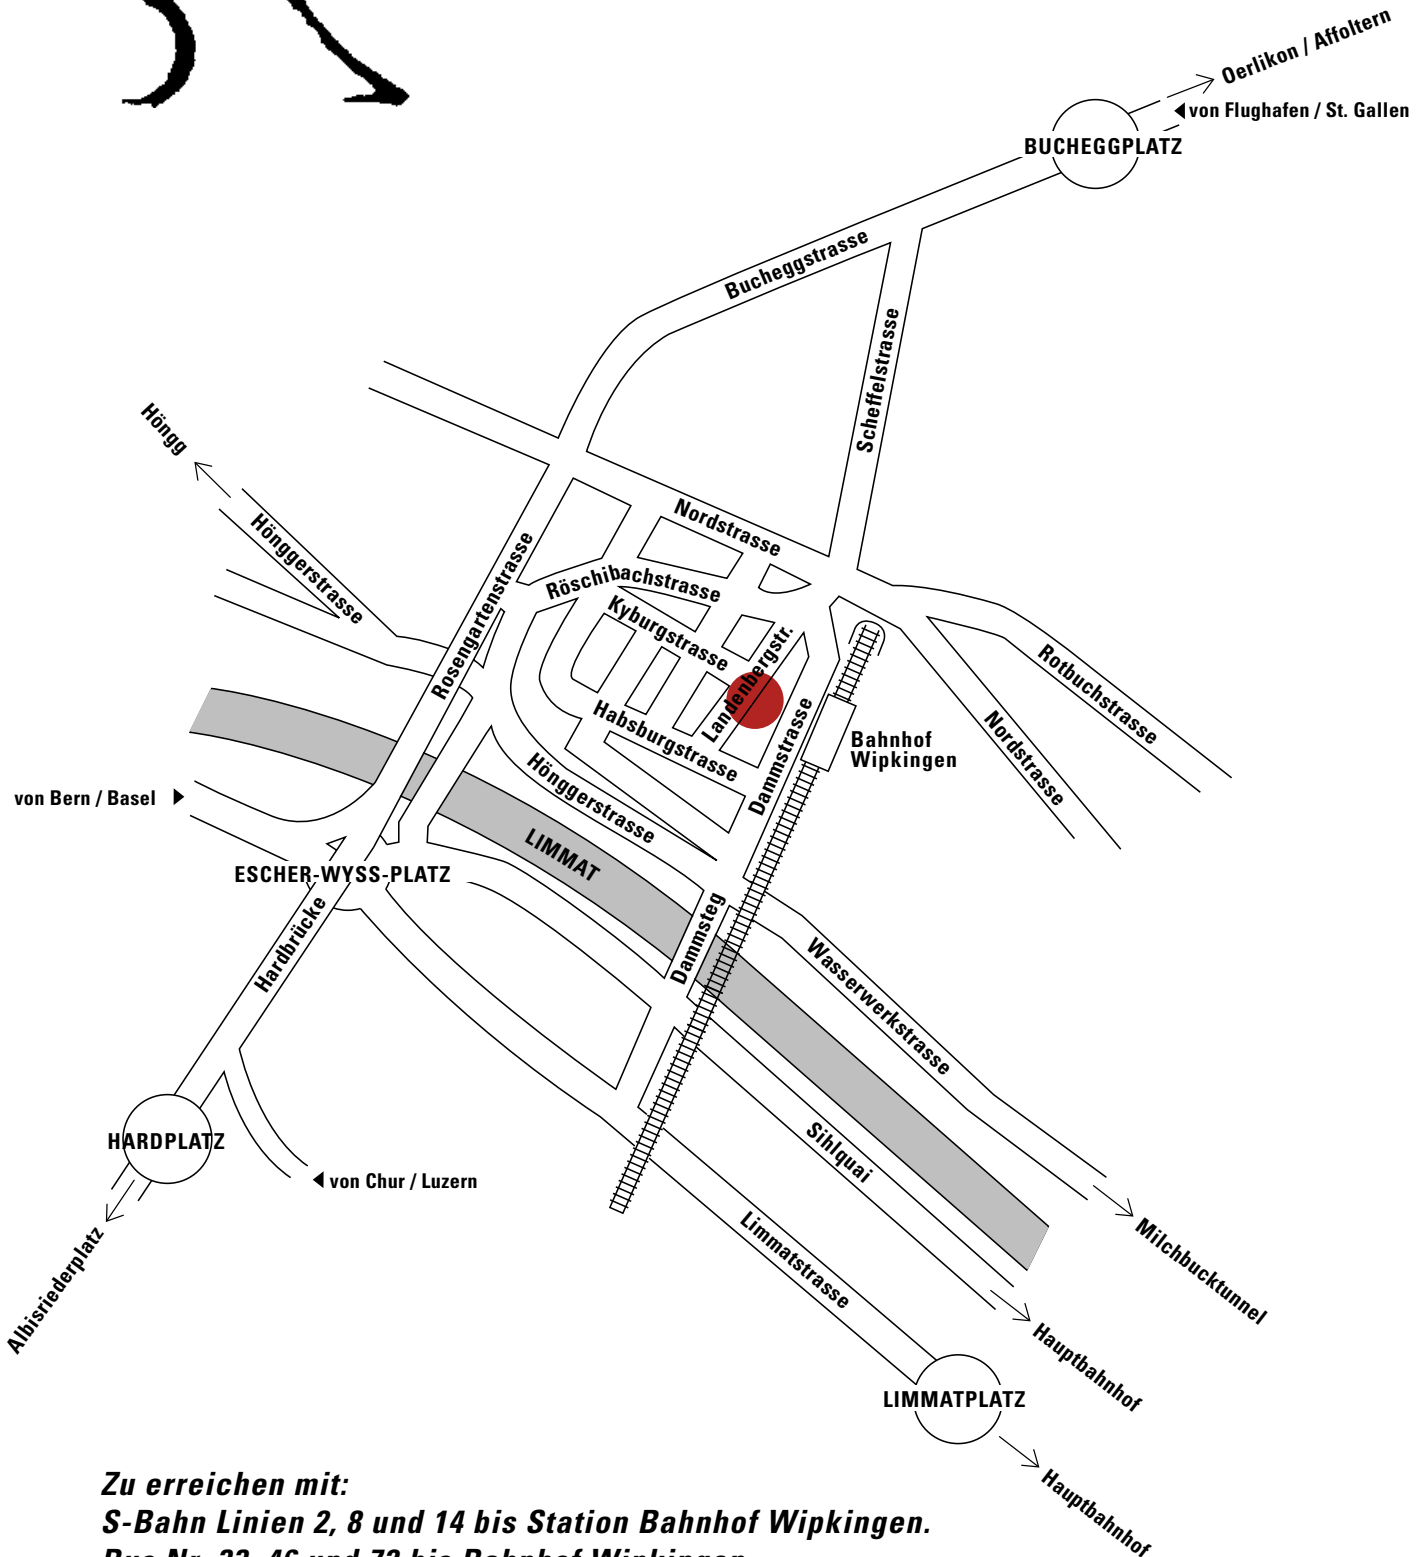 Oerlikon / Affoltern
von Flughafen / St. Gallen
BUCHEGGPLATZ
Bucheggstrasse
Scheffelstrasse
Höngg
Hönggerstrasse
Nordstrasse
Rosengartenstrasse
Röschibachstrasse
Kyburgstrasse
Landenbergstr.
Habsburgstrasse
Dammstrasse
Bahnhof
Wipkingen
Rotbuchstrasse
Nordstrasse
von Bern / Basel
Hönggerstrasse
LIMMAT
ESCHER-WYSS-PLATZ
Hardbrücke
Dammsteg
Wasserwerkstrasse
HARDPLATZ
von Chur / Luzern
Sihlquai
Limmatstrasse
Albisriederplatz
Milchbucktunnel
Hauptbahnhof
LIMMATPLATZ
Hauptbahnhof
Zu erreichen mit:
S-Bahn Linien 2, 8 und 14 bis Station Bahnhof Wipkingen.